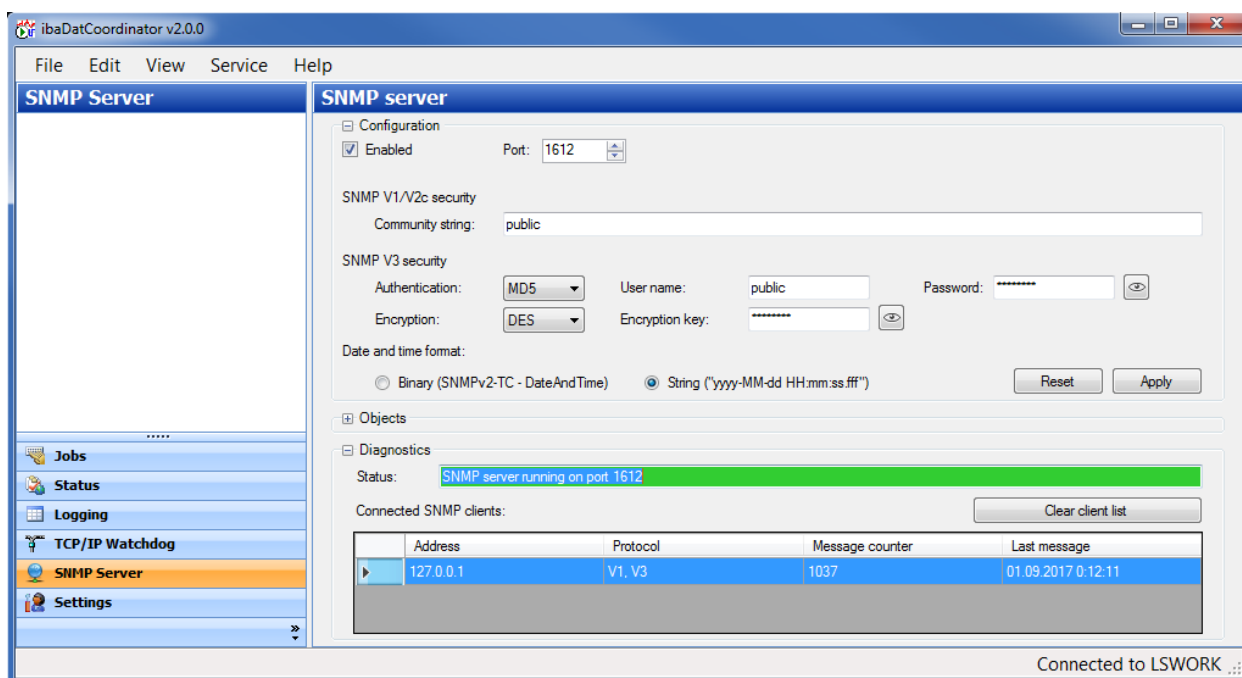 ibaDatCoordinator v2.0.0
File Edit View Service Help
SNMP Server
SNMP server
Configuration
Enabled Port: 1612
SNMP V1/V2c security
Community string: public
SNMP V3 security
Authentication: MD5 User name: public Password: ********
Encryption: DES Encryption key: ********
Date and time format:
Binary (SNMPv2-TC - DateAndTime) String ("yyyy-MM-dd HH:mm:ss.fff") Reset Apply
Objects
Diagnostics
Status: SNMP server running on port 1612
Connected SNMP clients: Clear client list
Address Protocol Message counter Last message
127.0.0.1 V1, V3 1037 01.09.2017 0:12:11
Jobs
Status
Logging
TCP/IP Watchdog
SNMP Server
Settings
Connected to LSWORK